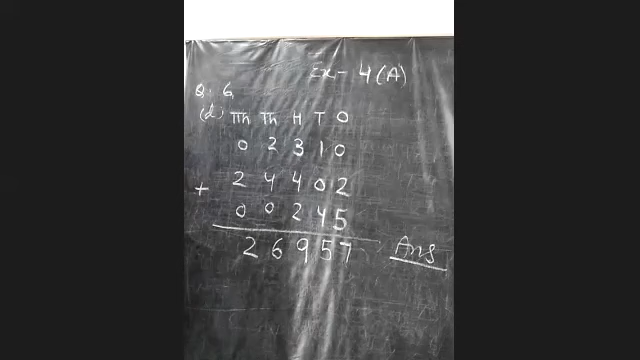 Ex- 4(A)
Q. 6
(d) TTh Th H T O
0 2 3 1 0
2 4 4 0 2
+
0 0 2 4 5
2 6 9 5 7 Ans